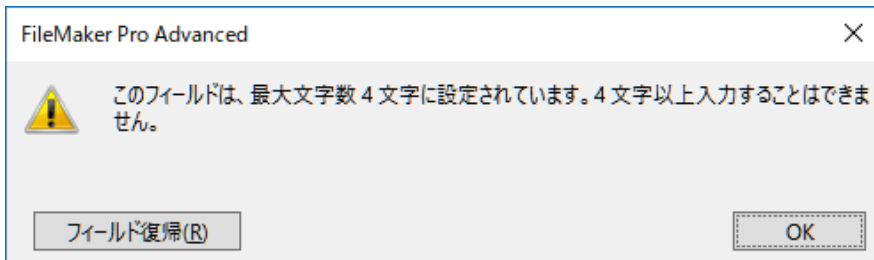 FileMaker Pro Advanced
このフィールドは、最大文字数 4 文字に設定されています。4 文字以上入力することはできま
せん。
フィールド復帰(R)
OK